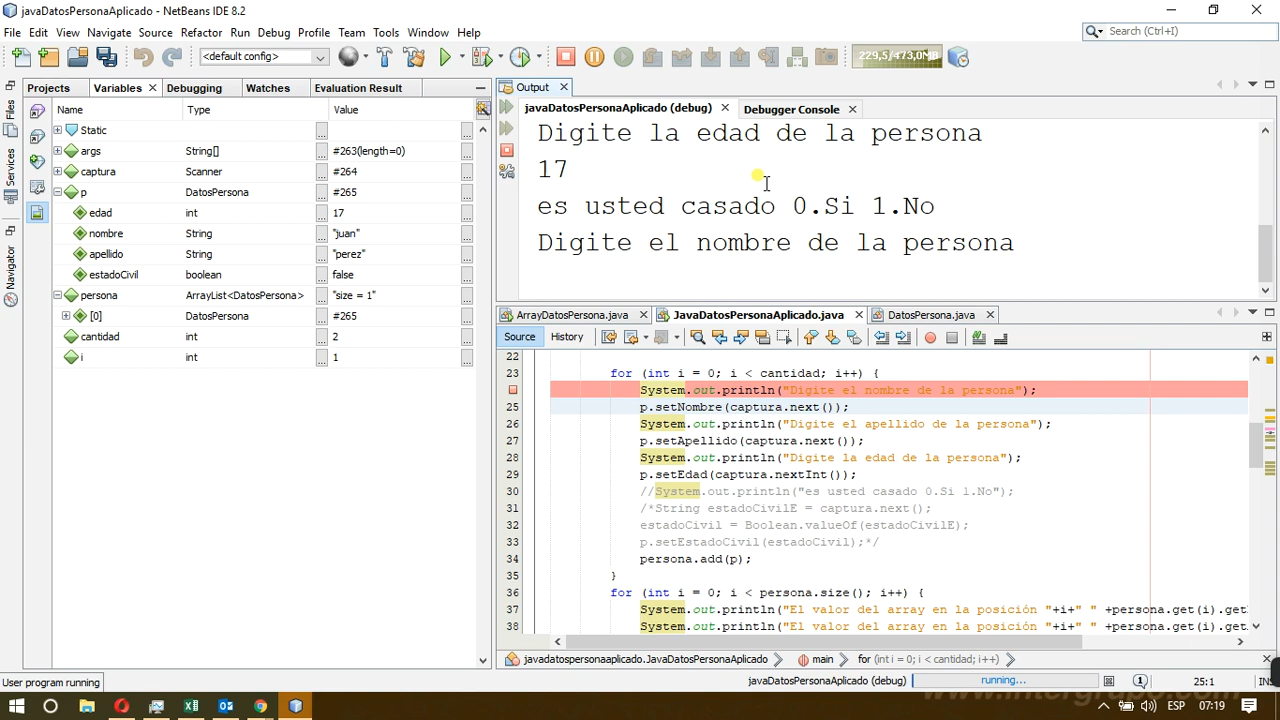 javaDatosPersonaAplicado - NetBeans IDE 8.2
File Edit View Navigate Source Refactor Run Debug Profile Team Tools Window Help
Search (Ctrl+I)
<default config>
229,5/473,0MB
Projects Variables Debugging Watches Evaluation Result
Files
Services
Navigator
Name Type Value
Static ...
args String[] ... #263(length=0) ...
captura Scanner ... #264 ...
p DatosPersona ... #265 ...
edad int ... 17 ...
nombre String ... "juan" ...
apellido String ... "perez" ...
estadoCivil boolean ... false ...
persona ArrayList<DatosPersona> ... "size = 1" ...
[0] DatosPersona ... #265 ...
cantidad int ... 2 ...
i int ... 1 ...
Output
javaDatosPersonaAplicado (debug) Debugger Console
Digite la edad de la persona
17
es usted casado 0.Si 1.No
Digite el nombre de la persona
ArrayDatosPersona.java JavaDatosPersonaAplicado.java DatosPersona.java
Source History
22
23 for (int i = 0; i < cantidad; i++) {
System.out.println("Digite el nombre de la persona");
25 p.setNombre(captura.next());
26 System.out.println("Digite el apellido de la persona");
27 p.setApellido(captura.next());
28 System.out.println("Digite la edad de la persona");
29 p.setEdad(captura.nextInt());
30 //System.out.println("es usted casado 0.Si 1.No");
31 /*String estadoCivilE = captura.next();
32 estadoCivil = Boolean.valueOf(estadoCivilE);
33 p.setEstadoCivil(estadoCivil);*/
34 persona.add(p);
35 }
36 for (int i = 0; i < persona.size(); i++) {
37 System.out.println("El valor del array en la posición "+i+" " +persona.get(i).get
38 System.out.println("El valor del array en la posición "+i+" " +persona.get(i).get
javadatospersonaaplicado.JavaDatosPersonaAplicado main for (int i = 0; i < cantidad; i++)
User program running
javaDatosPersonaAplicado (debug) running... 1 25:1 INS
www.intergrupo.com
ESP 07:19